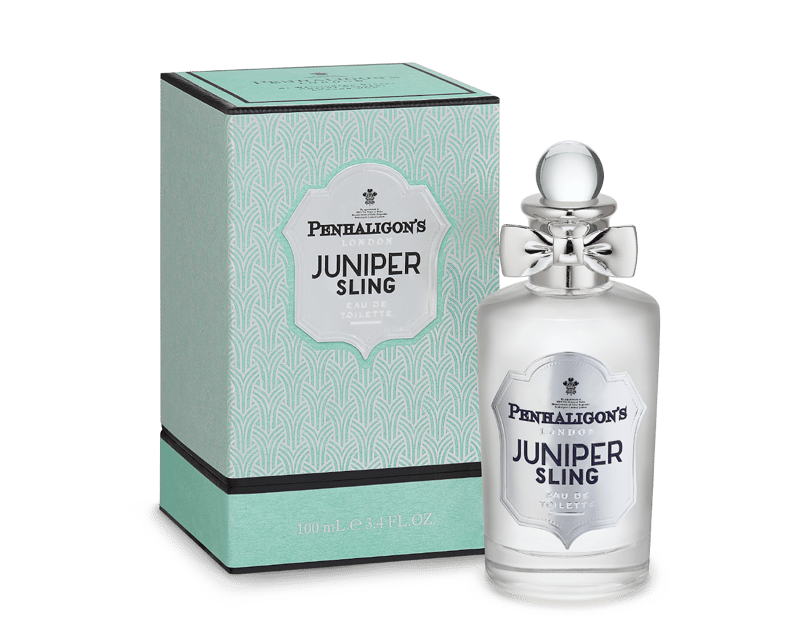 PENHALIGON'S
PENHALIGON'S
LONDON
JUNIPER
SLING
EAU DE
TOILETTE
100 mL.℮ 3.4 FL.OZ.
PENHALIGON'S
LONDON
JUNIPER
SLING
EAU DE
TOILETTE